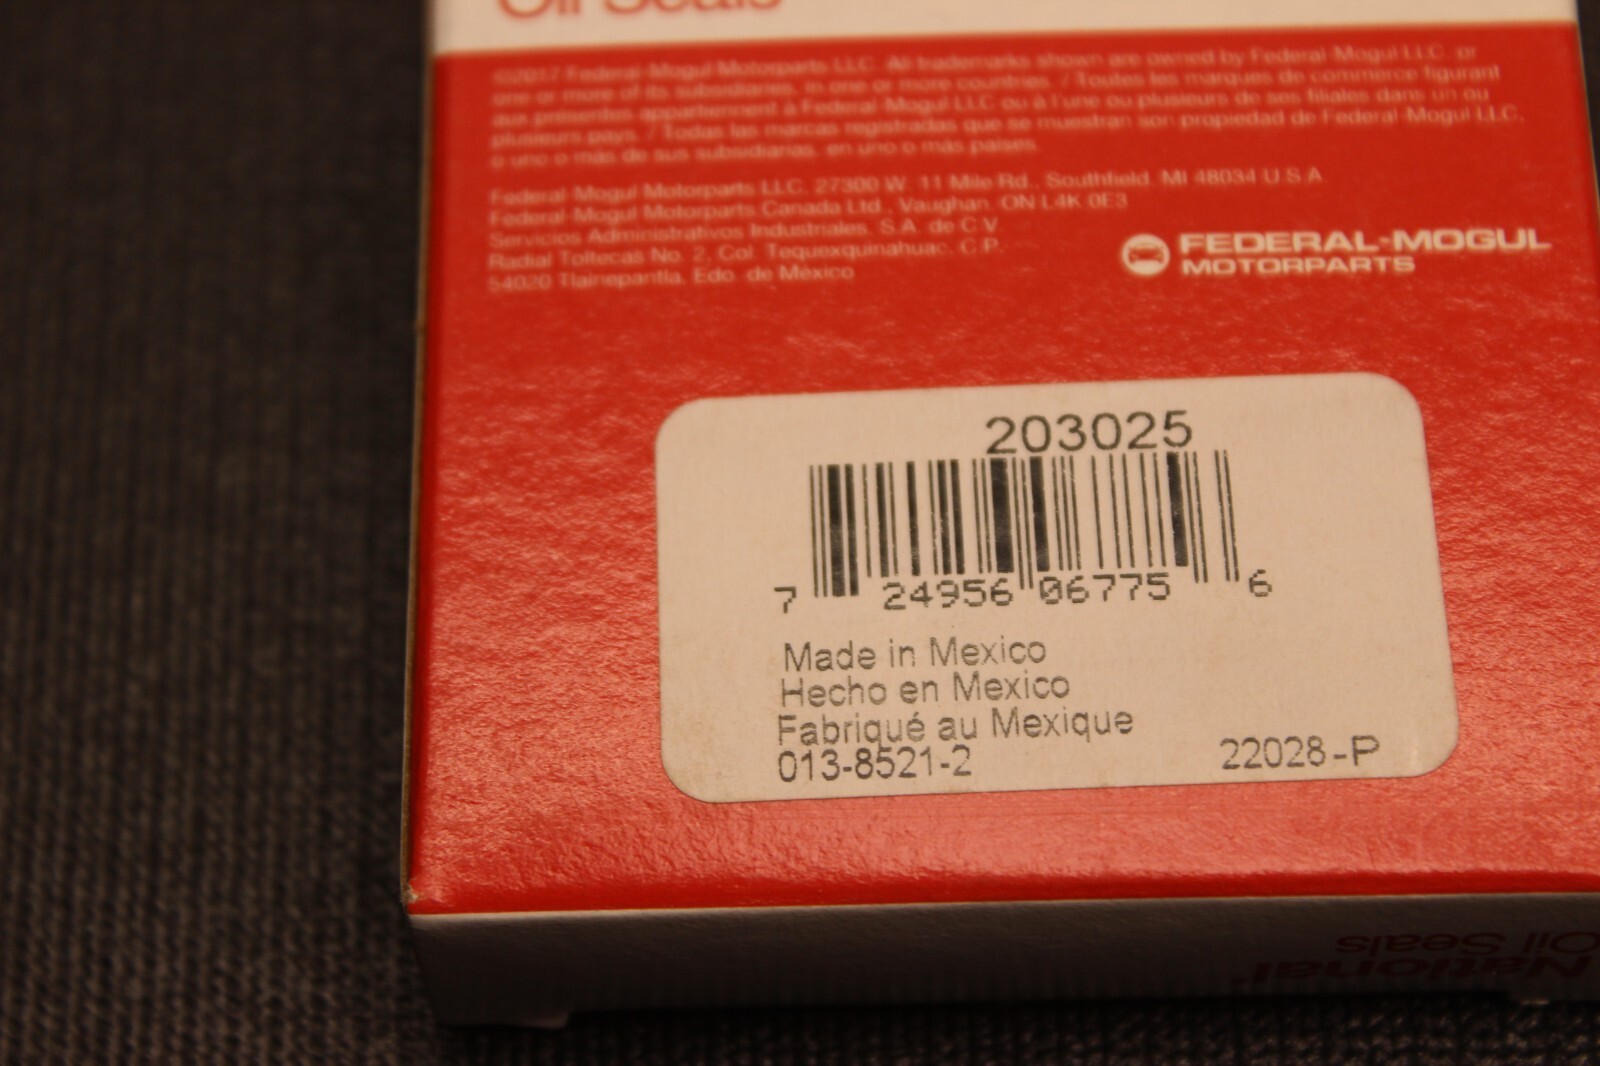 Oil Seals
©2017 Federal-Mogul Motorparts LLC. All trademarks shown are owned by Federal-Mogul LLC, or
one or more of its subsidiaries, in one or more countries. / Toutes les marques de commerce figurant
aux présentes appartiennent à Federal-Mogul LLC ou à l'une ou plusieurs de ses filiales dans un ou
plusieurs pays. / Todas las marcas registradas que se muestran son propiedad de Federal-Mogul LLC,
o uno o más de sus subsidiarias, en uno o más países.
Federal-Mogul Motorparts LLC. 27300 W. 11 Mile Rd., Southfield, MI 48034 U.S.A.
Federal-Mogul Motorparts Canada Ltd., Vaughan, ON L4K 0E3
Servicios Administrativos Industriales, S.A. de C.V.
Radial Toltecas No. 2, Col. Tequexquinahuac, C.P.
54020 Tlalnepantla, Edo. de México
FEDERAL-MOGUL
MOTORPARTS
203025
7 24956 06775 6
Made in Mexico
Hecho en Mexico
Fabriqué au Mexique
013-8521-2 22028-P
National
Oil Seals